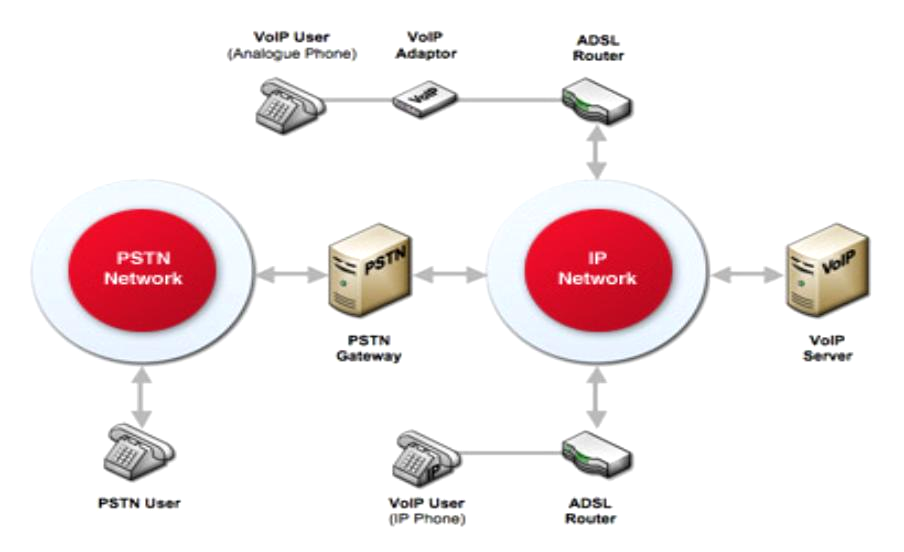 VoIP User
(Analogue Phone)
VoIP
Adaptor
ADSL
Router
VoIP
PSTN
Network
PSTN
IP
Network
VoIP
PSTN
Gateway
VoIP
Server
IP
PSTN User
VoIP User
(IP Phone)
ADSL
Router